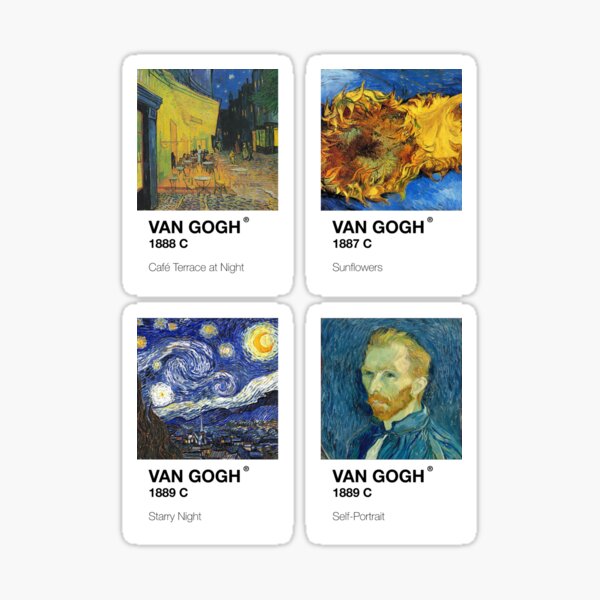 VAN GOGH®
1888 C
Café Terrace at Night
VAN GOGH®
1887 C
Sunflowers
VAN GOGH®
1889 C
Starry Night
VAN GOGH®
1889 C
Self-Portrait